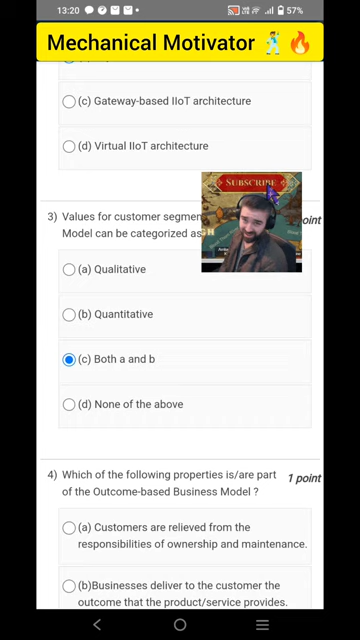 13:20
57%
Mechanical Motivator
(c) Gateway-based IIoT architecture
(d) Virtual IIoT architecture
SUBSCRIBE
3) Values for customer segmen
oint
Model can be categorized as
(a) Qualitative
(b) Quantitative
(c) Both a and b
(d) None of the above
4) Which of the following properties is/are part
1 point
of the Outcome-based Business Model ?
(a) Customers are relieved from the
responsibilities of ownership and maintenance.
(b)Businesses deliver to the customer the
outcome that the product/service provides.